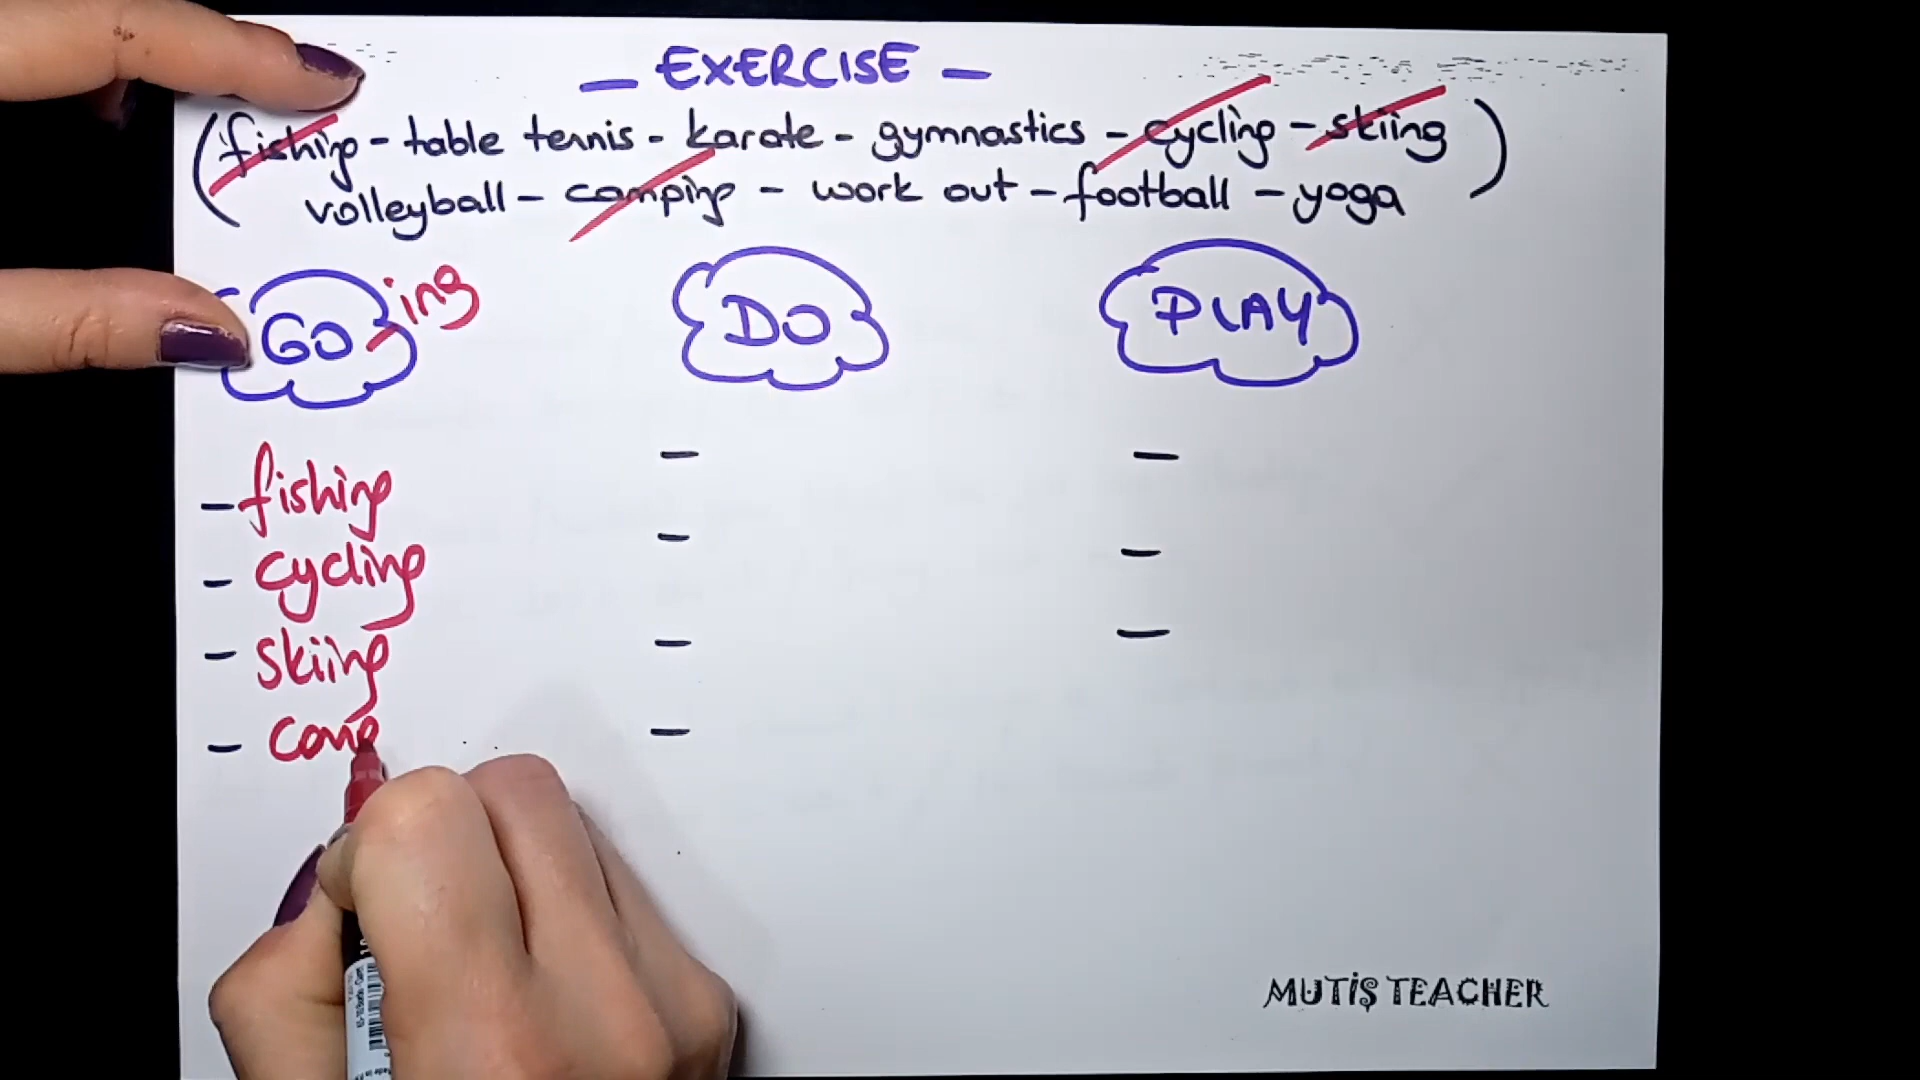 - EXERCISE -
(fishing - table tennis - karate - gymnastics - cycling - skiing
volleyball - camping - work out - football - yoga)
GO ing
DO
PLAY
- fishing
- cycling
- skiing
- camp
MUTİŞ TEACHER